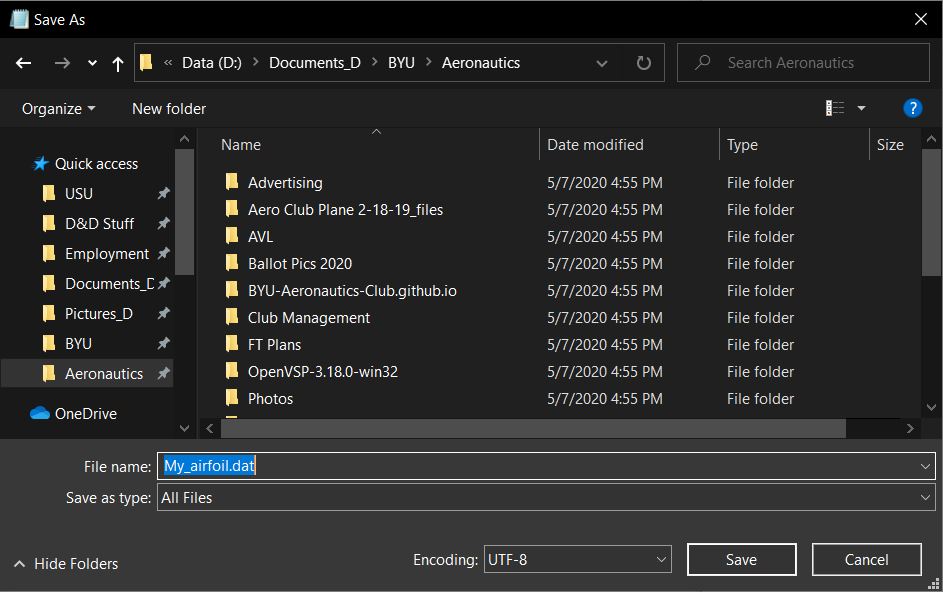 Save As
« Data (D:) > Documents_D > BYU > Aeronautics
Search Aeronautics
Organize
New folder
?
Quick access
USU
D&D Stuff
Employment
Documents_D
Pictures_D
BYU
Aeronautics
OneDrive
Name Date modified Type Size
Advertising 5/7/2020 4:55 PM File folder
Aero Club Plane 2-18-19_files 5/7/2020 4:55 PM File folder
AVL 5/7/2020 4:55 PM File folder
Ballot Pics 2020 5/7/2020 4:55 PM File folder
BYU-Aeronautics-Club.github.io 5/7/2020 4:55 PM File folder
Club Management 5/7/2020 4:55 PM File folder
FT Plans 5/7/2020 4:55 PM File folder
OpenVSP-3.18.0-win32 5/7/2020 4:55 PM File folder
Photos 5/7/2020 4:55 PM File folder
File name: My_airfoil.dat
Save as type: All Files
Hide Folders
Encoding: UTF-8
Save
Cancel